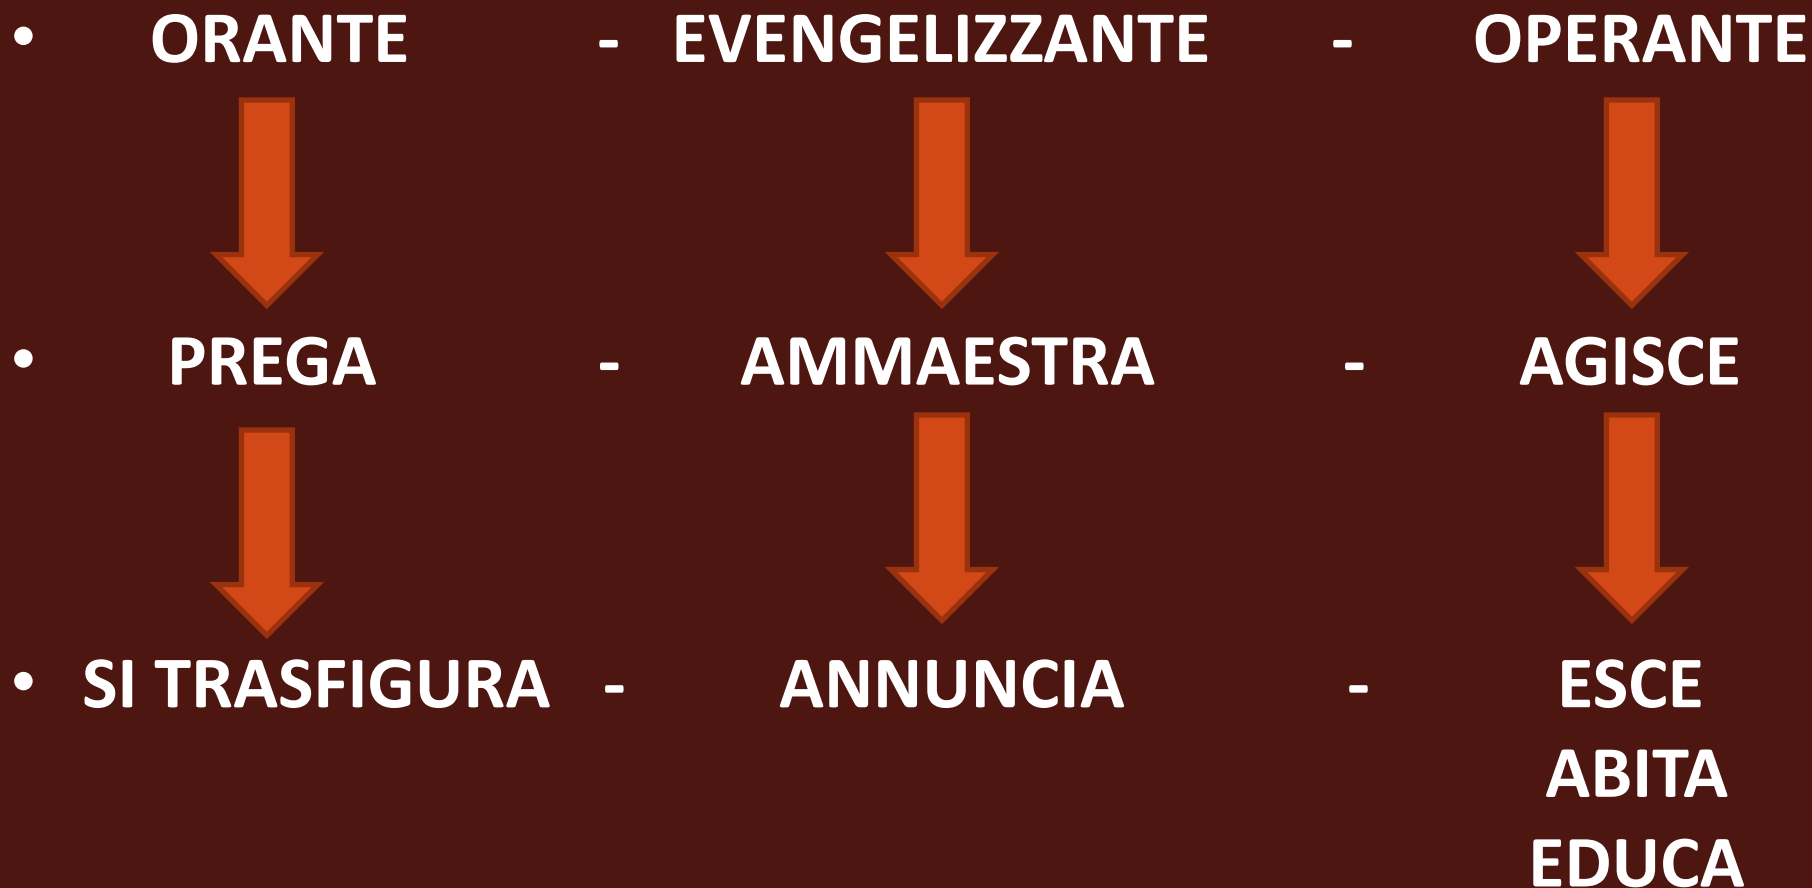 • ORANTE - EVENGELIZZANTE - OPERANTE
• PREGA - AMMAESTRA - AGISCE
• SI TRASFIGURA - ANNUNCIA - ESCE
ABITA
EDUCA